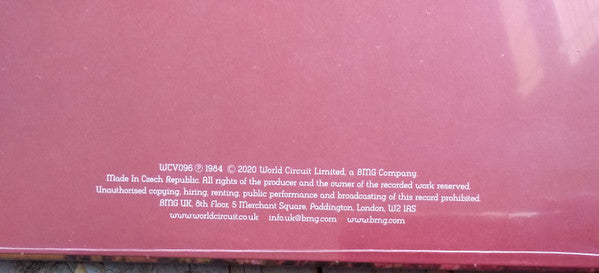 WCV096 ℗ 1984 © 2020 World Circuit Limited, a BMG Company.
Made In Czech Republic. All rights of the producer and the owner of the recorded work reserved.
Unauthorised copying, hiring, renting, public performance and broadcasting of this record prohibited.
BMG UK, 8th Floor, 5 Merchant Square, Paddington, London, W2 1AS
www.worldcircuit.co.uk info.uk@bmg.com www.bmg.com